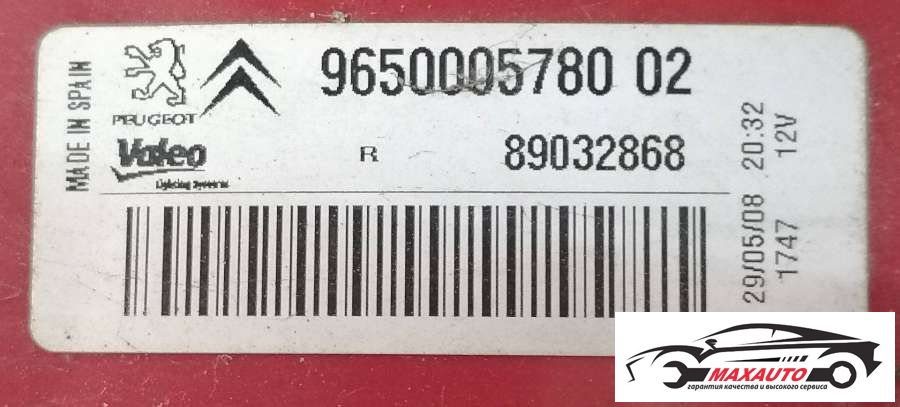 MADE IN SPAIN
PEUGEOT
9650005780 02
Valeo
Lighting Systems
R
89032868
29/05/08 20:32
1747 12V
MAXAUTO
гарантия качества и высокого сервиса